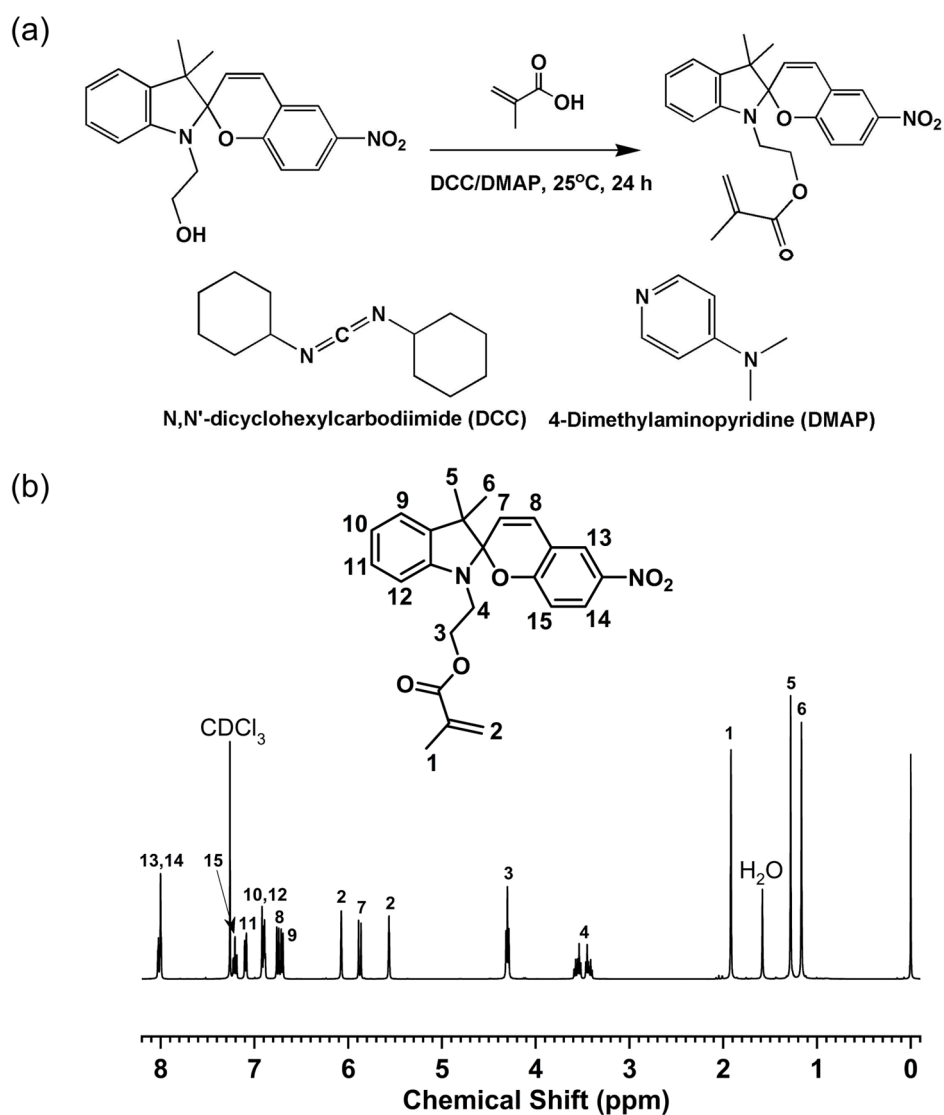 (a)
O
OH
N
O
NO2
OH
DCC/DMAP, 25°C, 24 h
N
O
NO2
O
O
N
C
N
N
N
N,N'-dicyclohexylcarbodiimide (DCC)
4-Dimethylaminopyridine (DMAP)
(b)
5
6
7
8
9
10
11
12
13
14
15
N
O
NO2
4
3
O
O
2
1
CDCl3
13,14
15
11
10,12
8
9
2
7
2
3
4
1
H2O
5
6
8
7
6
5
4
3
2
1
0
Chemical Shift (ppm)